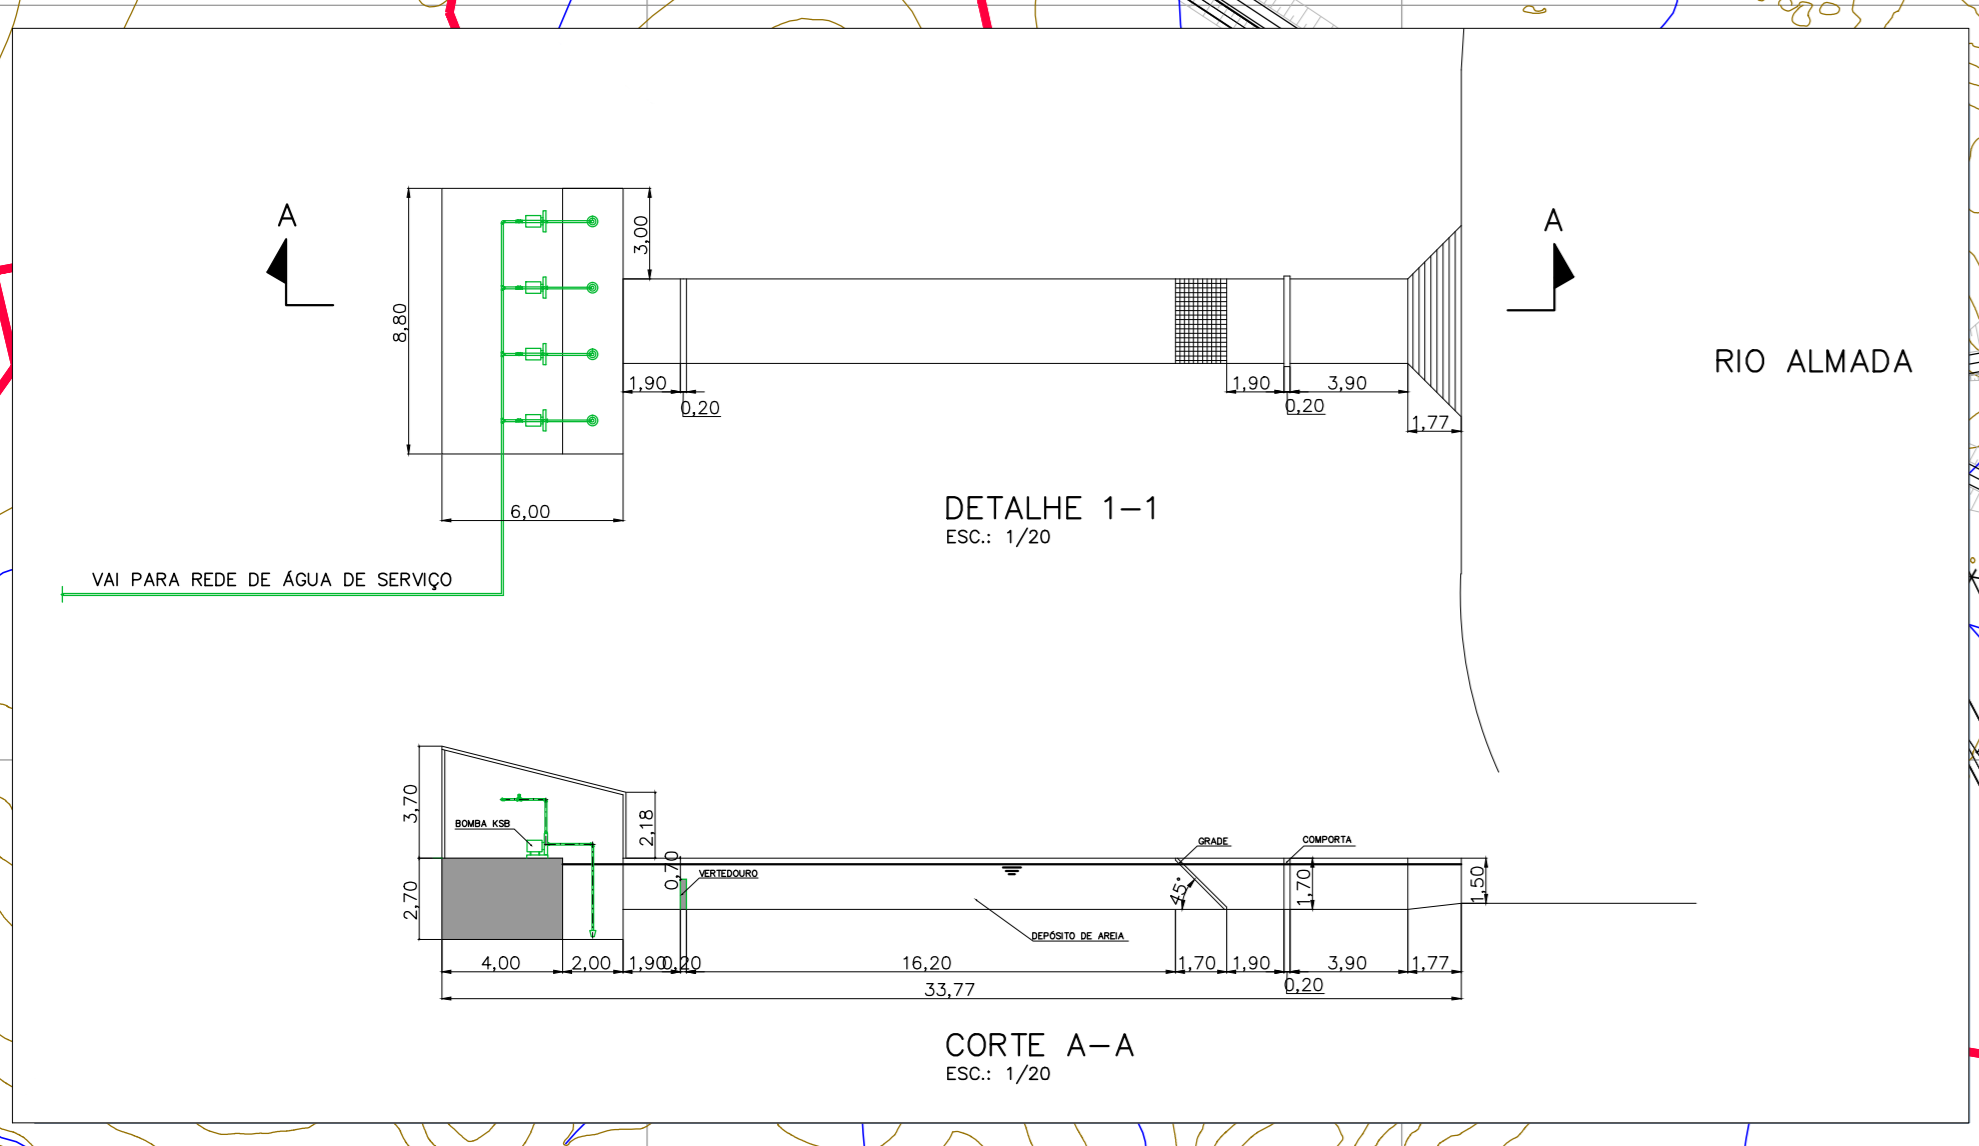 A
A
3,00
8,80
1,90
0,20
1,90
0,20
3,90
1,77
RIO ALMADA
6,00
DETALHE 1-1
ESC.: 1/20
VAI PARA REDE DE ÁGUA DE SERVIÇO
3,70
BOMBA KSB
2,18
0,70
VERTEDOURO
GRADE
COMPORTA
45°
1,70
1,50
2,70
DEPÓSITO DE AREIA
4,00
2,00
1,90
0,20
16,20
1,70
1,90
0,20
3,90
1,77
33,77
CORTE A-A
ESC.: 1/20